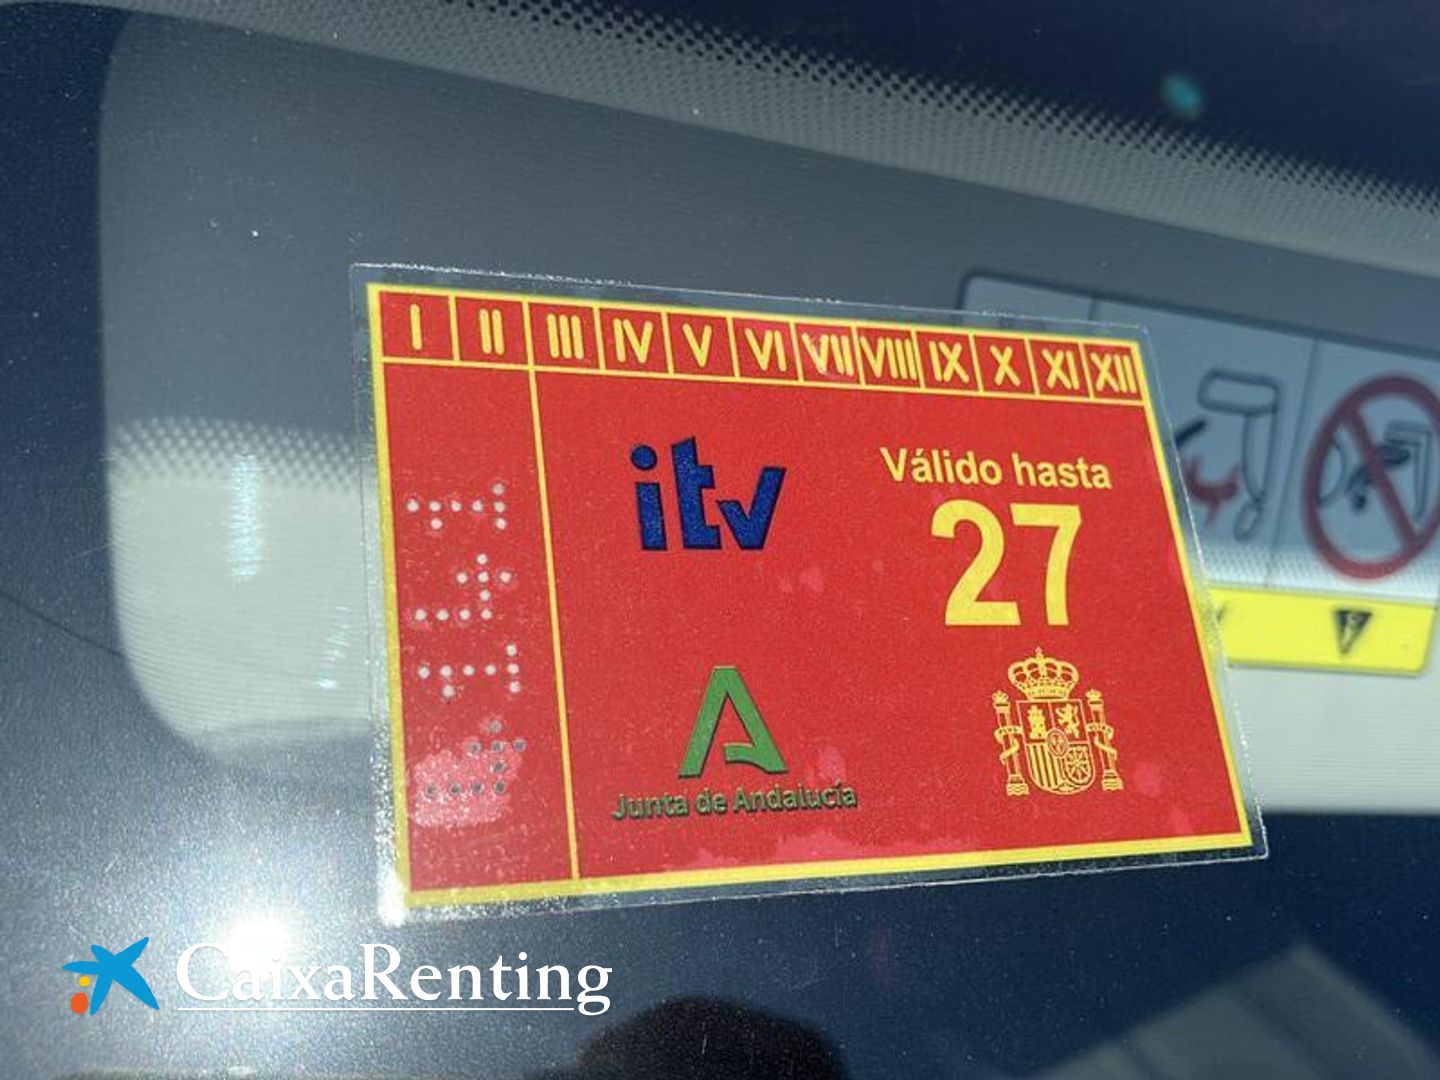 I II III IV V VI VII VIII IX X XI XII
itv
Válido hasta
27
Junta de Andalucía
CaixaRenting